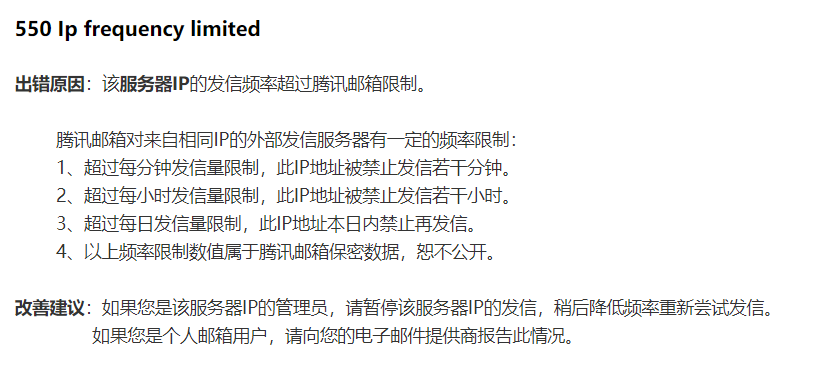 550 Ip frequency limited
出错原因：该服务器IP的发信频率超过腾讯邮箱限制。
腾讯邮箱对来自相同IP的外部发信服务器有一定的频率限制：
1、超过每分钟发信量限制，此IP地址被禁止发信若干分钟。
2、超过每小时发信量限制，此IP地址被禁止发信若干小时。
3、超过每日发信量限制，此IP地址本日内禁止再发信。
4、以上频率限制数值属于腾讯邮箱保密数据，恕不公开。
改善建议：如果您是该服务器IP的管理员，请暂停该服务器IP的发信，稍后降低频率重新尝试发信。
如果您是个人邮箱用户，请向您的电子邮件提供商报告此情况。